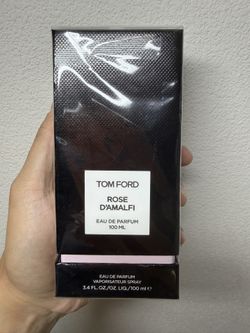 TOM FORD
ROSE
D'AMALFI
EAU DE PARFUM
100 ML
EAU DE PARFUM
VAPORISATEUR SPRAY
3.4 FL.OZ./OZ. LIQ./100 ml ℮